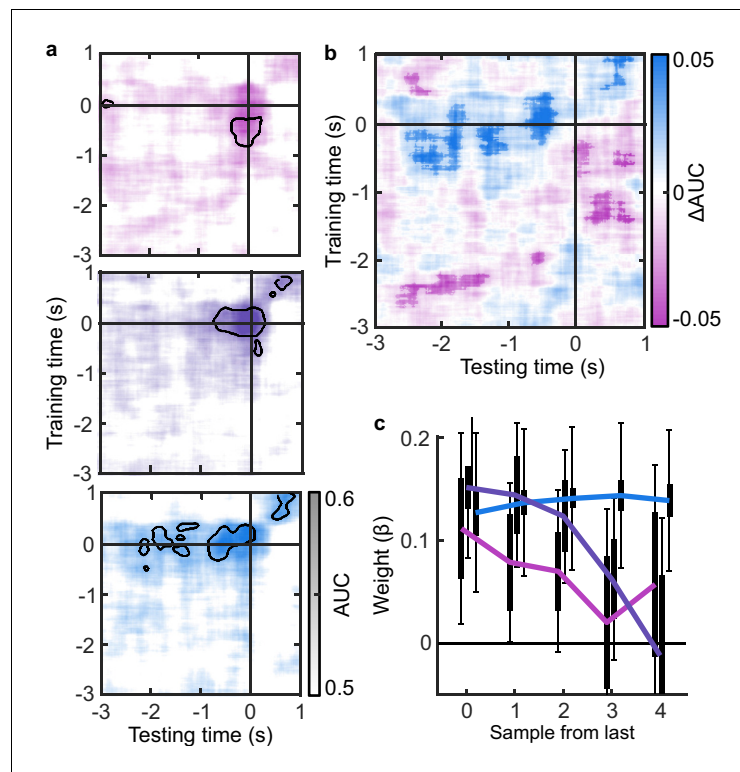 a
1
0
-1
-2
-3
1
0
-1
-2
-3
1
0
-1
-2
-3
Training time (s)
-3 -2 -1 0 1
Testing time (s)
0.6
AUC
0.5
b
1
0
-1
-2
-3
Training time (s)
-3 -2 -1 0 1
Testing time (s)
0.05
0
ΔAUC
-0.05
c
0.2
0.1
0
Weight (β)
0 1 2 3 4
Sample from last